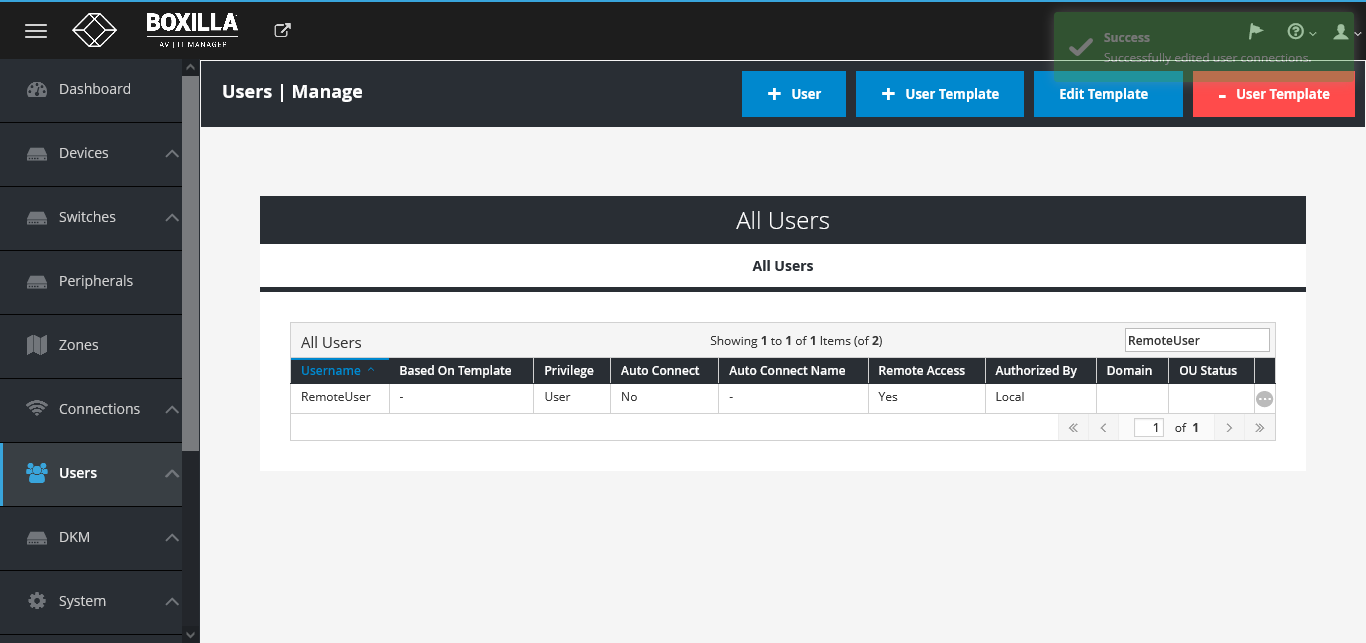 BOXILLA
AV | IT MANAGER
Success
Successfully edited user connections.
Dashboard
Devices
Switches
Peripherals
Zones
Connections
Users
DKM
System
Users | Manage
+ User
+ User Template
Edit Template
- User Template
All Users
All Users
All Users
Showing 1 to 1 of 1 Items (of 2)
RemoteUser
Username Based On Template Privilege Auto Connect Auto Connect Name Remote Access Authorized By Domain OU Status
RemoteUser - User No - Yes Local
1 of 1